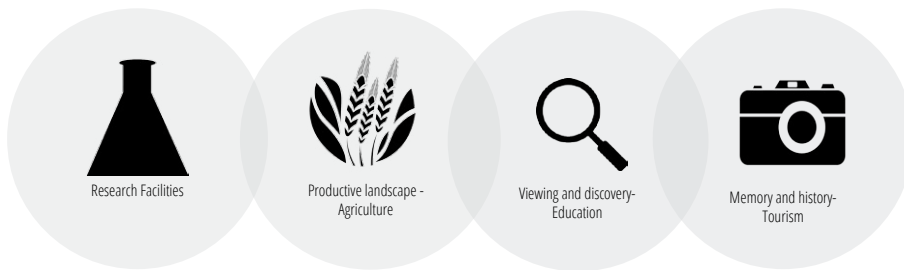 Research Facilities
Productive landscape -
Agriculture
Viewing and discovery-
Education
Memory and history-
Tourism